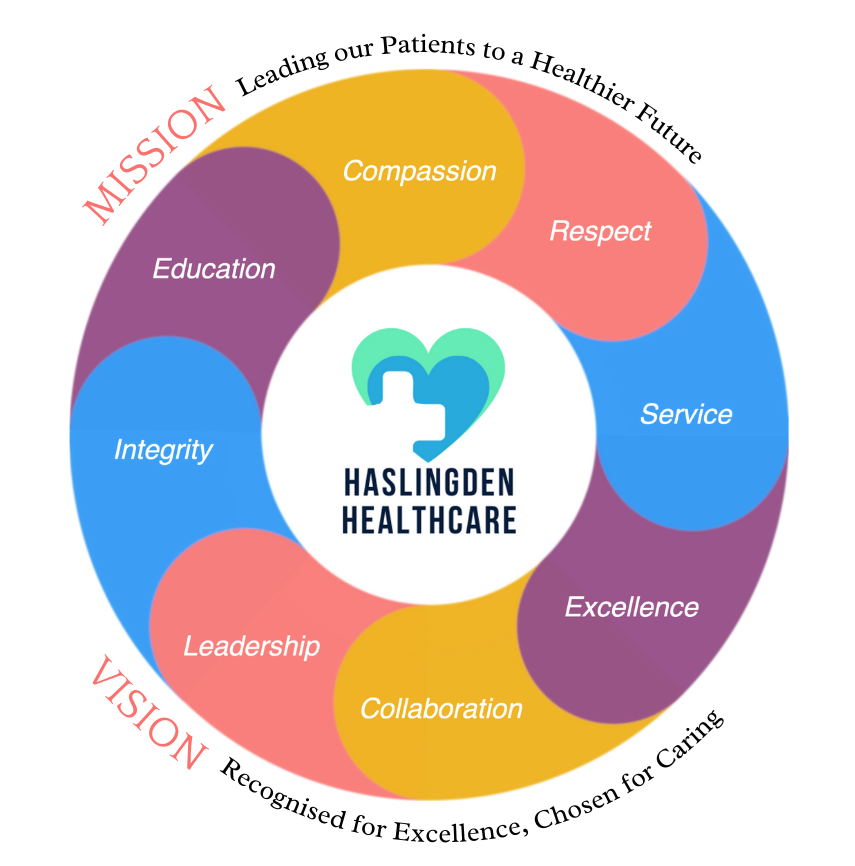 MISSION
Leading our Patients to a Healthier Future
Compassion
Respect
Education
Service
Integrity
HASLINGDEN
HEALTHCARE
Excellence
Leadership
Collaboration
VISION
Recognised for Excellence, Chosen for Caring